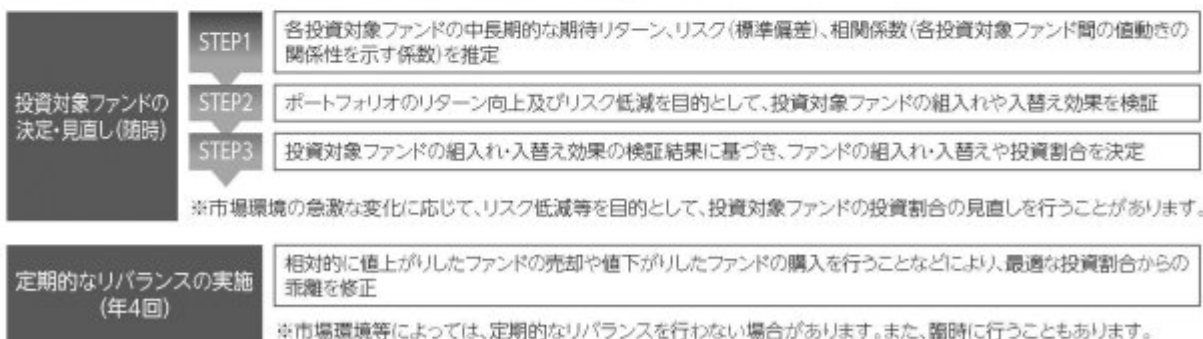 投資対象ファンドの
決定・見直し(随時)
STEP1
各投資対象ファンドの中長期的な期待リターン、リスク(標準偏差)、相関係数(各投資対象ファンド間の値動きの
関係性を示す係数)を推定
STEP2
ポートフォリオのリターン向上及びリスク低減を目的として、投資対象ファンドの組入れや入替え効果を検証
STEP3
投資対象ファンドの組入れ・入替え効果の検証結果に基づき、ファンドの組入れ・入替えや投資割合を決定
※市場環境の急激な変化に応じて、リスク低減等を目的として、投資対象ファンドの投資割合の見直しを行うことがあります。
定期的なリバランスの実施
(年4回)
相対的に値上がりしたファンドの売却や値下がりしたファンドの購入を行うことなどにより、最適な投資割合からの
乖離を修正
※市場環境等によっては、定期的なリバランスを行わない場合があります。また、臨時に行うこともあります。